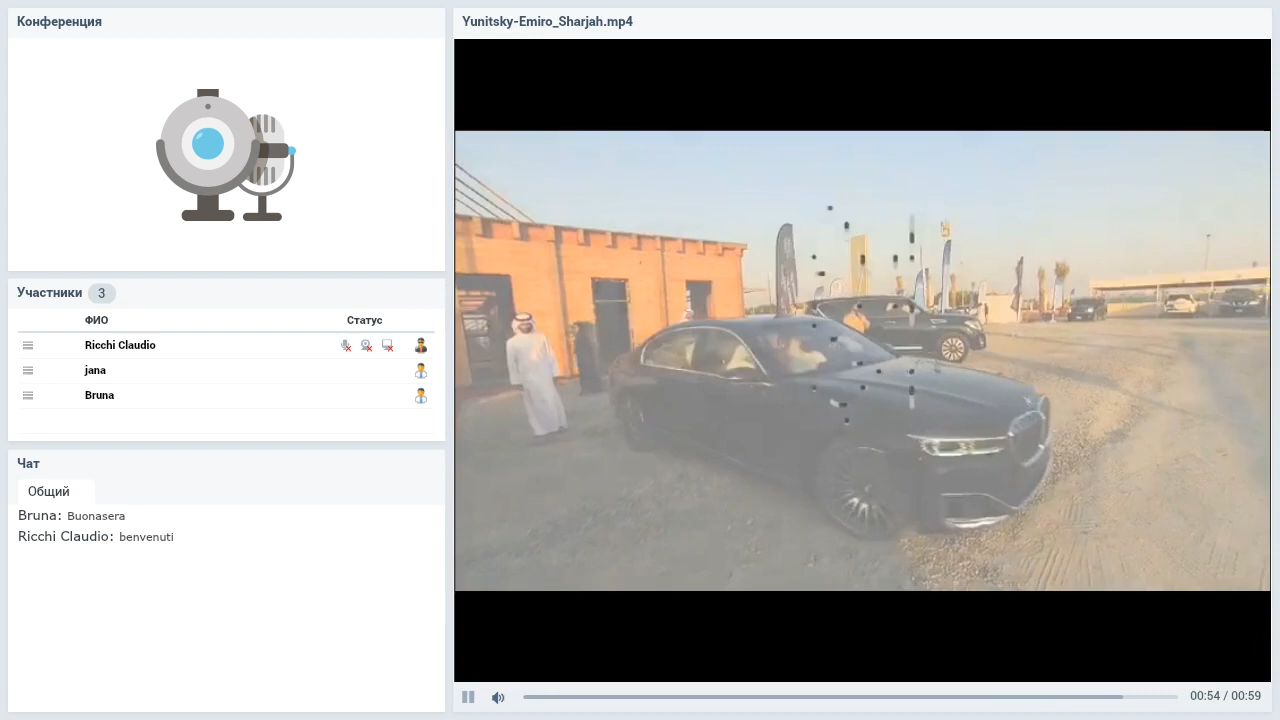 Конференция
Участники 3
ФИО Статус
Ricchi Claudio
jana
Bruna
Чат
Общий
Bruna: Buonasera
Ricchi Claudio: benvenuti
Yunitsky-Emiro_Sharjah.mp4
00:54 / 00:59